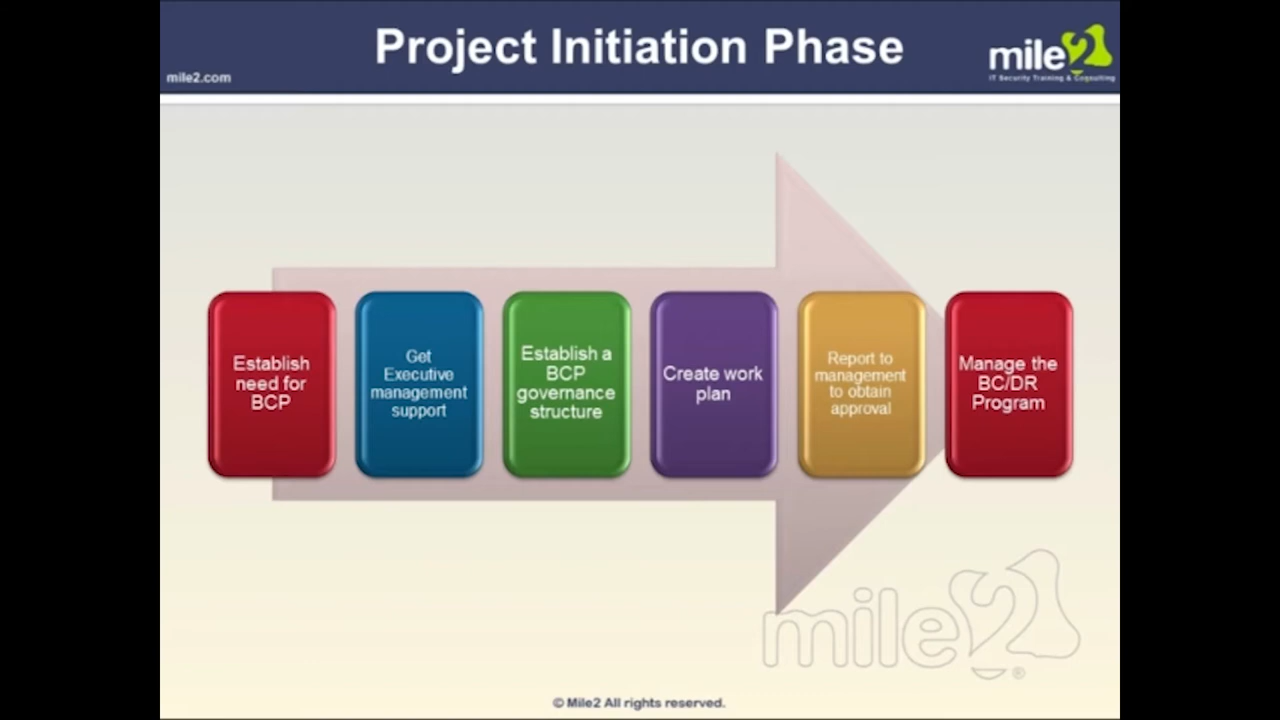 Project Initiation Phase
mile2.com
mile2
IT Security Training & Consulting
Establish
need for
BCP
Get
Executive
management
support
Establish a
BCP
governance
structure
Create work
plan
Report to
management
to obtain
approval
Manage the
BC/DR
Program
mile2®
© Mile2 All rights reserved.